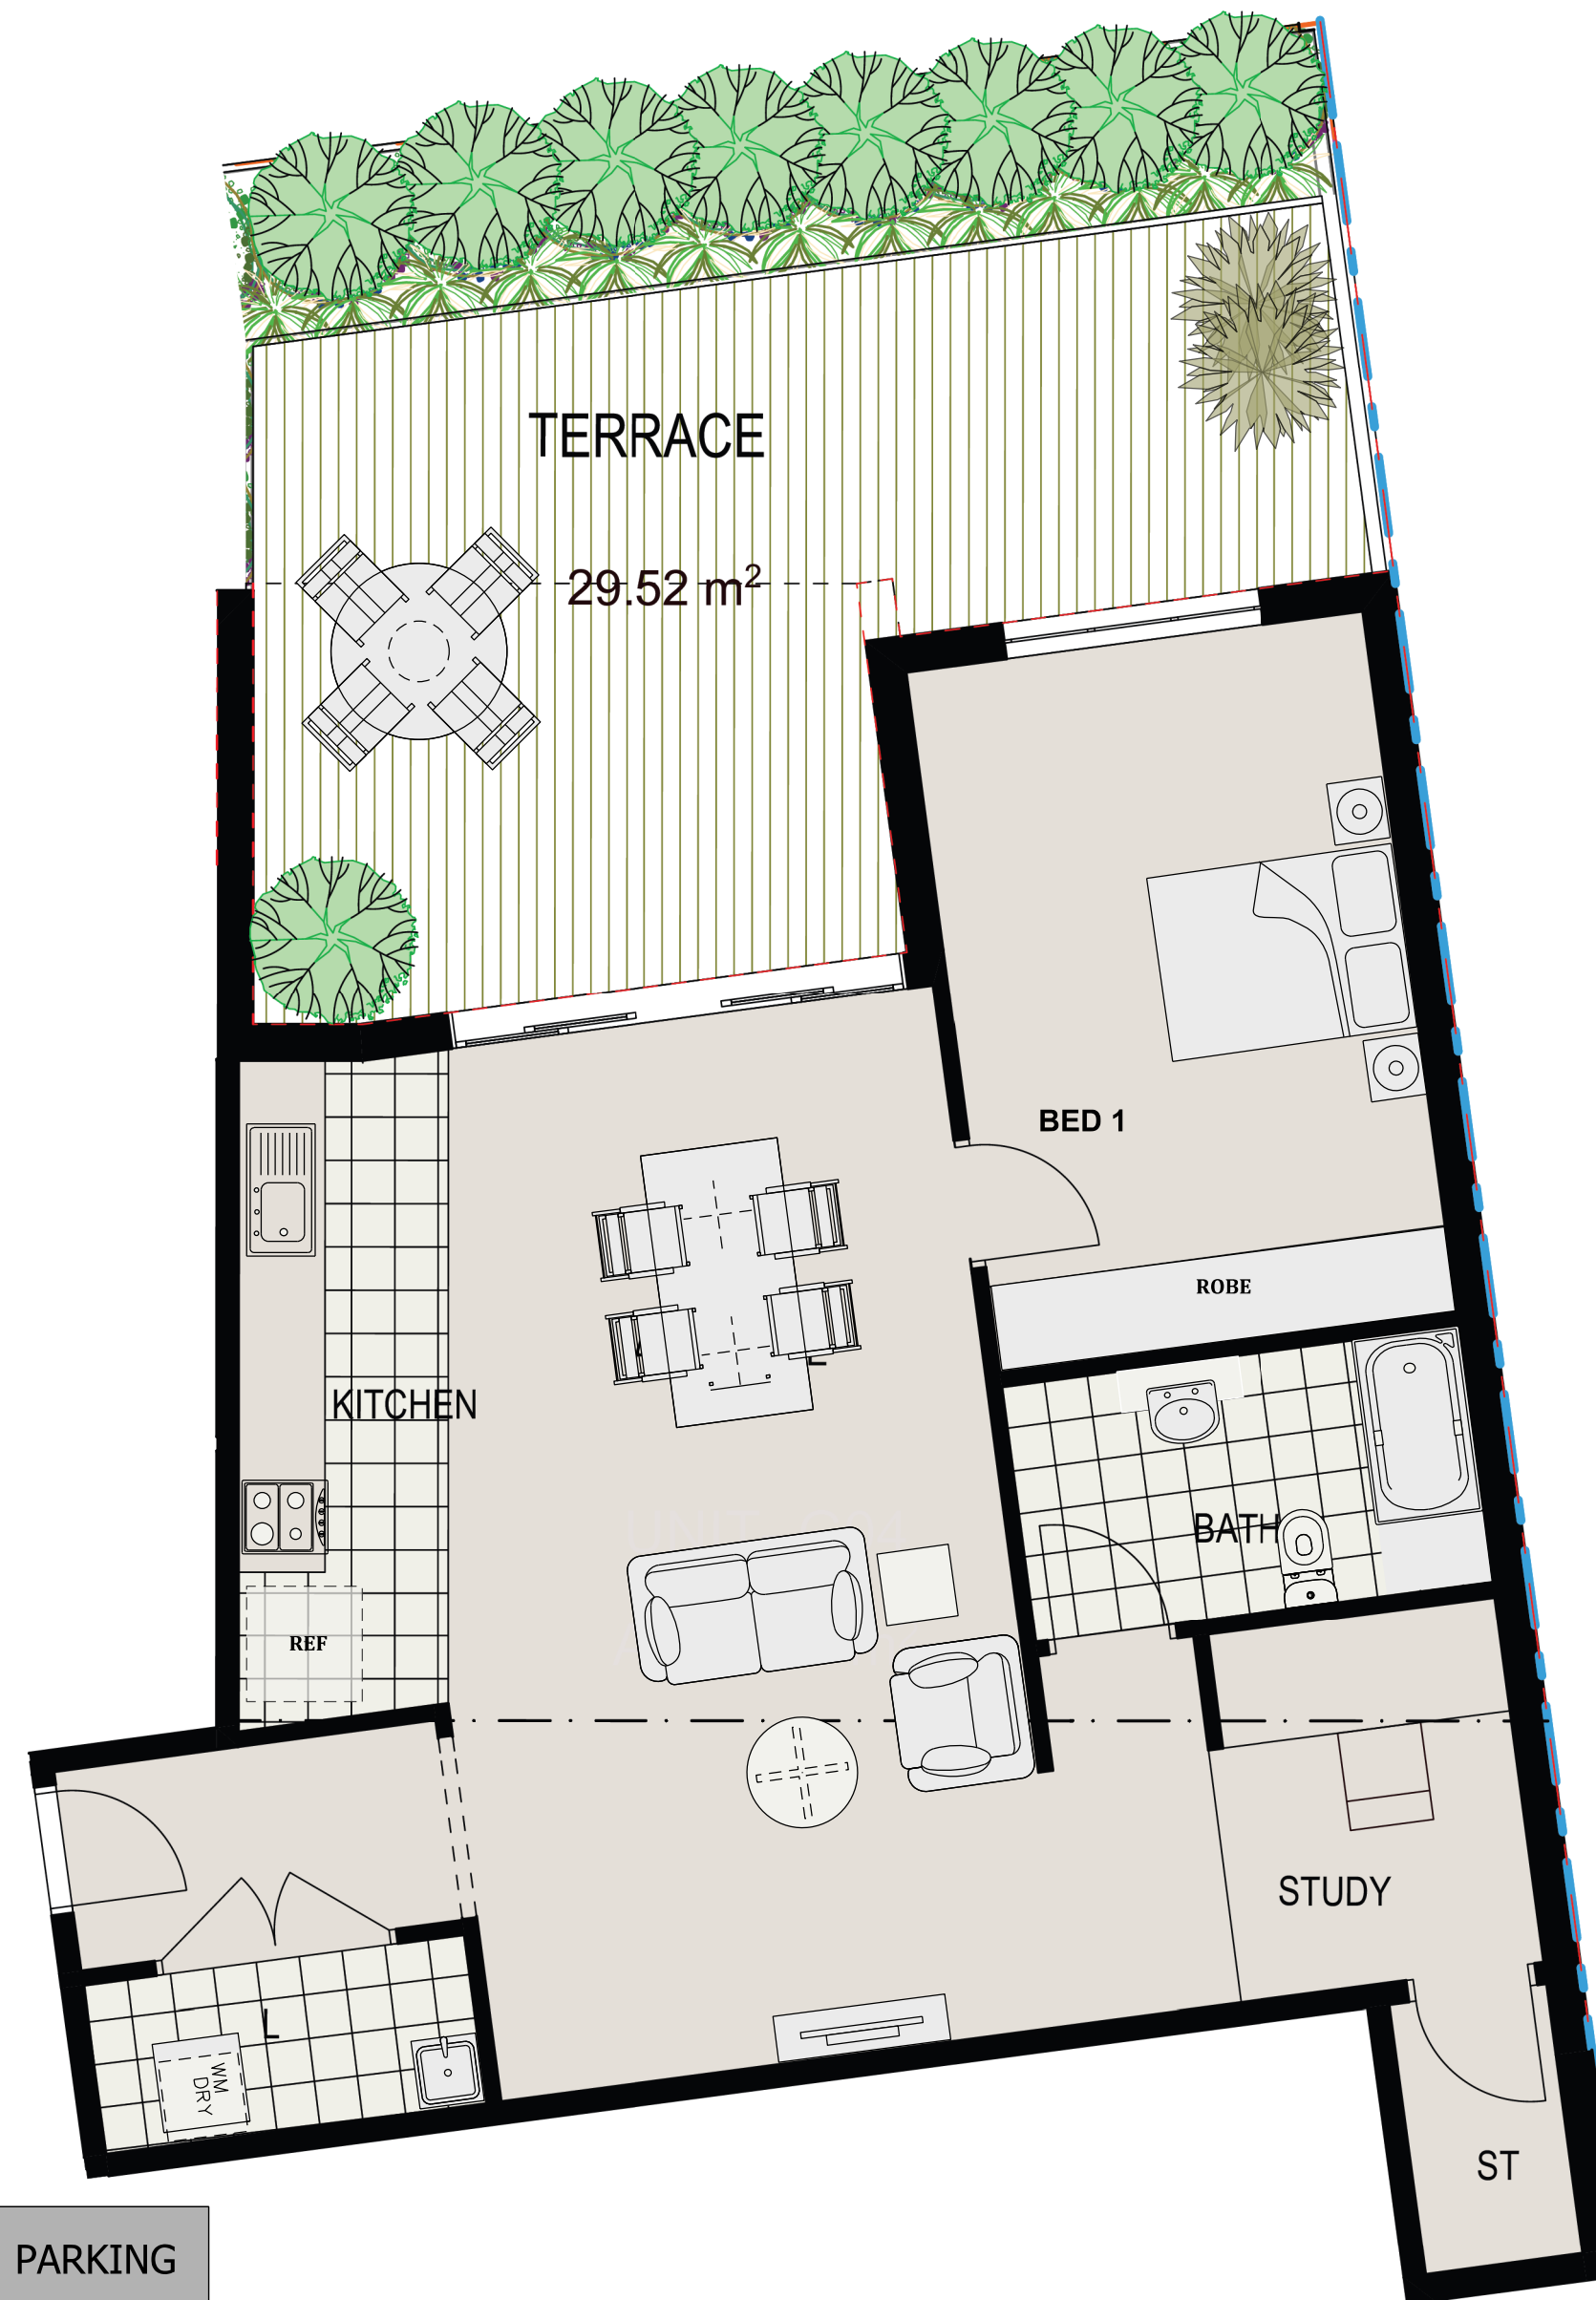 TERRACE
29.52 m²
BED 1
ROBE
KITCHEN
BATH
REF
STUDY
L
WM
DRY
ST
PARKING